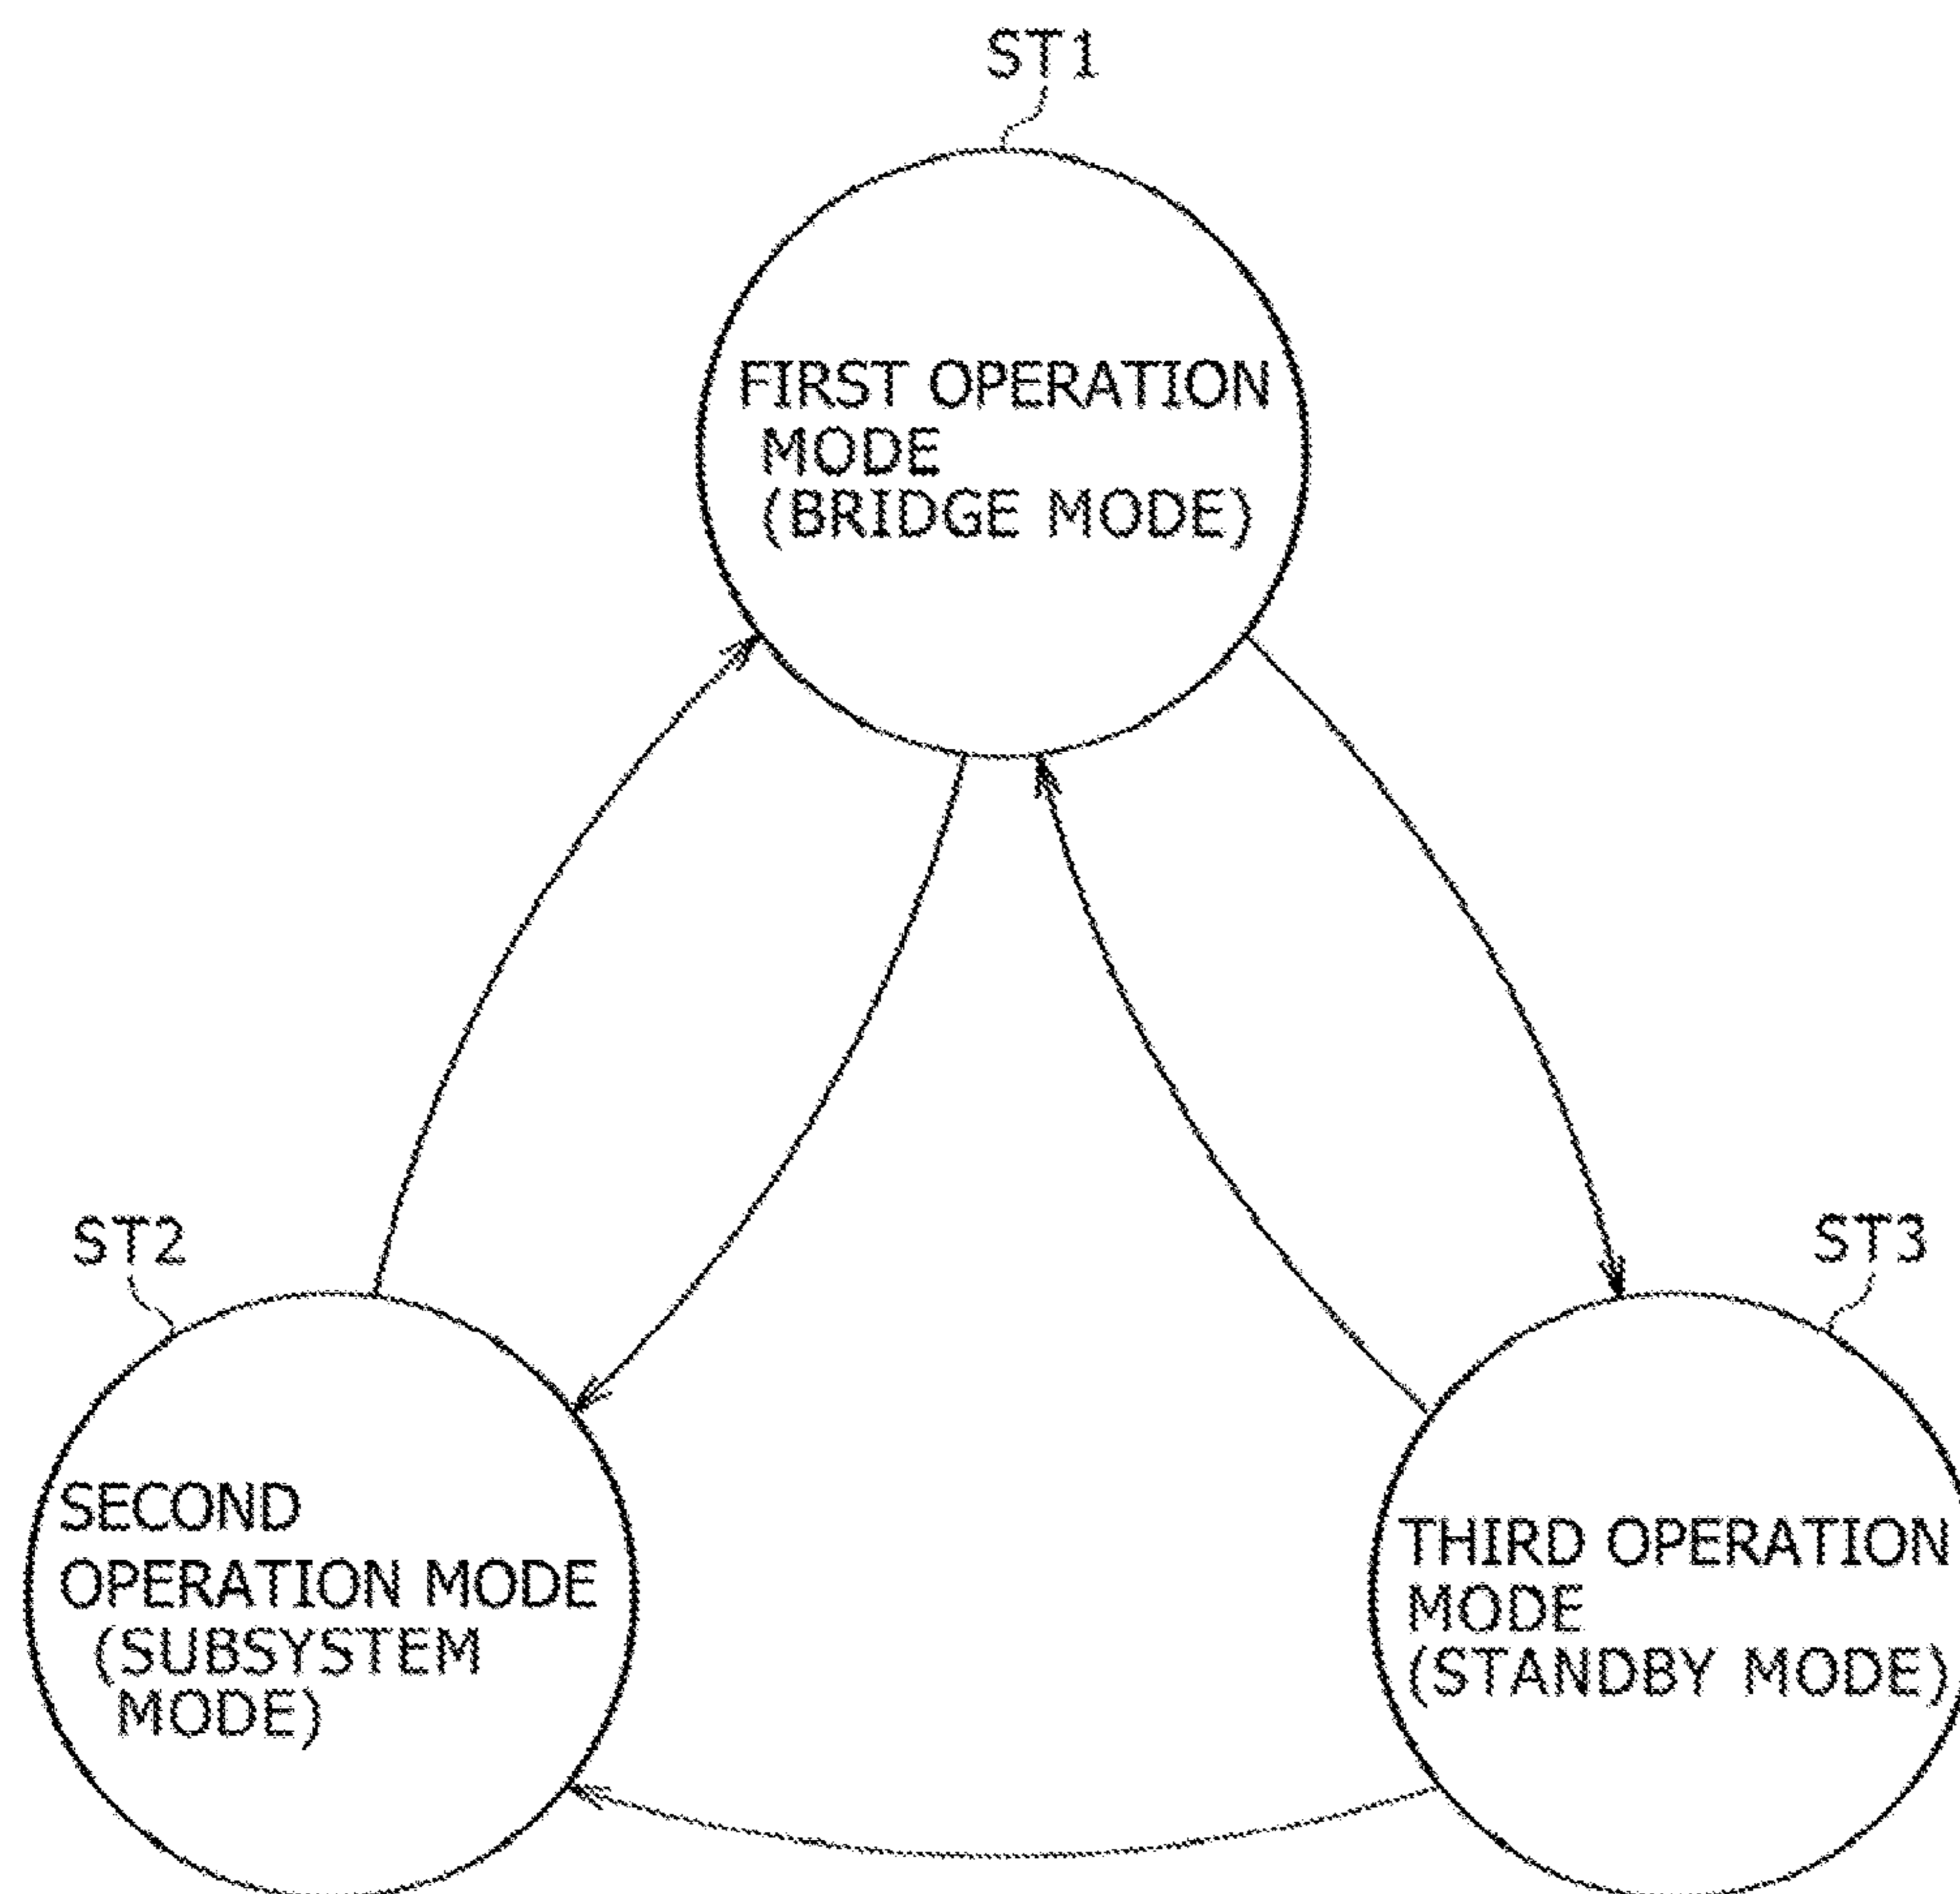 ST1
FIRST OPERATION
MODE
(BRIDGE MODE)
ST2
SECOND
OPERATION MODE
(SUBSYSTEM
MODE)
ST3
THIRD OPERATION
MODE
(STANDBY MODE)